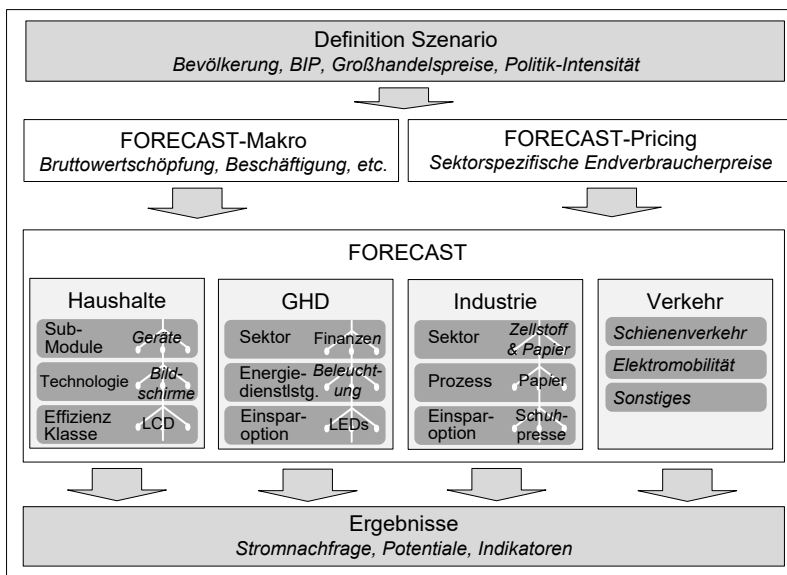 Definition Szenario
Bevölkerung, BIP, Großhandelspreise, Politik-Intensität
FORECAST-Makro
Bruttowertschöpfung, Beschäftigung, etc.
FORECAST-Pricing
Sektorspezifische Endverbraucherpreise
FORECAST
Haushalte
Sub-
Module
Geräte
Technologie
Bild-
schirme
Effizienz
Klasse
LCD
GHD
Sektor
Finanzen
Energie-
dienstlstg.
Beleucht-
ung
Einspar-
option
LEDs
Industrie
Sektor
Zellstoff
& Papier
Prozess
Papier
Einspar-
option
Schuh-
presse
Verkehr
Schienenverkehr
Elektromobilität
Sonstiges
Ergebnisse
Stromnachfrage, Potentiale, Indikatoren